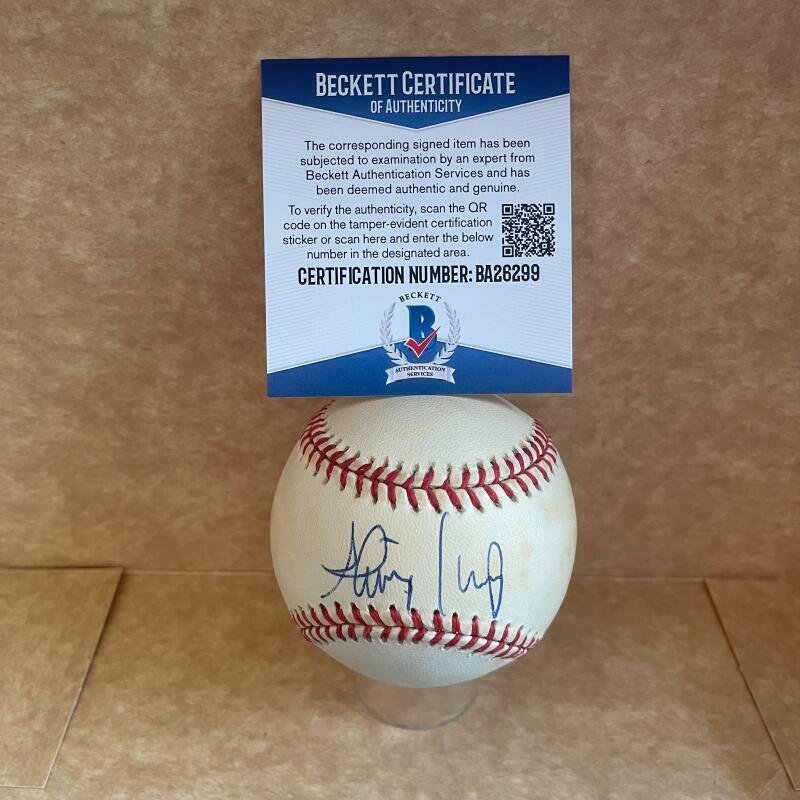 BECKETT CERTIFICATE
OF AUTHENTICITY
The corresponding signed item has been
subjected to examination by an expert from
Beckett Authentication Services and has
been deemed authentic and genuine.
To verify the authenticity, scan the QR
code on the tamper-evident certification
sticker or scan here and enter the below
number in the designated area.
CERTIFICATION NUMBER: BA26299
BECKETT
B
AUTHENTICATION
SERVICES